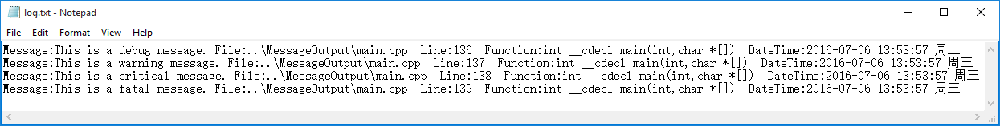 log.txt - Notepad
File Edit Format View Help
Message:This is a debug message. File:..\MessageOutput\main.cpp  Line:136  Function:int __cdecl main(int,char *[])  DateTime:2016-07-06 13:53:57 周三
Message:This is a warning message. File:..\MessageOutput\main.cpp  Line:137  Function:int __cdecl main(int,char *[])  DateTime:2016-07-06 13:53:57 周三
Message:This is a critical message. File:..\MessageOutput\main.cpp  Line:138  Function:int __cdecl main(int,char *[])  DateTime:2016-07-06 13:53:57 周三
Message:This is a fatal message. File:..\MessageOutput\main.cpp  Line:139  Function:int __cdecl main(int,char *[])  DateTime:2016-07-06 13:53:57 周三